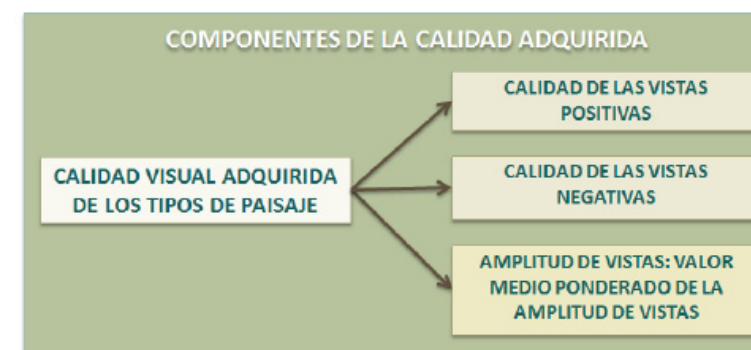 COMPONENTES DE LA CALIDAD ADQUIRIDA
CALIDAD VISUAL ADQUIRIDA
DE LOS TIPOS DE PAISAJE
CALIDAD DE LAS VISTAS
POSITIVAS
CALIDAD DE LAS VISTAS
NEGATIVAS
AMPLITUD DE VISTAS: VALOR
MEDIO PONDERADO DE LA
AMPLITUD DE VISTAS